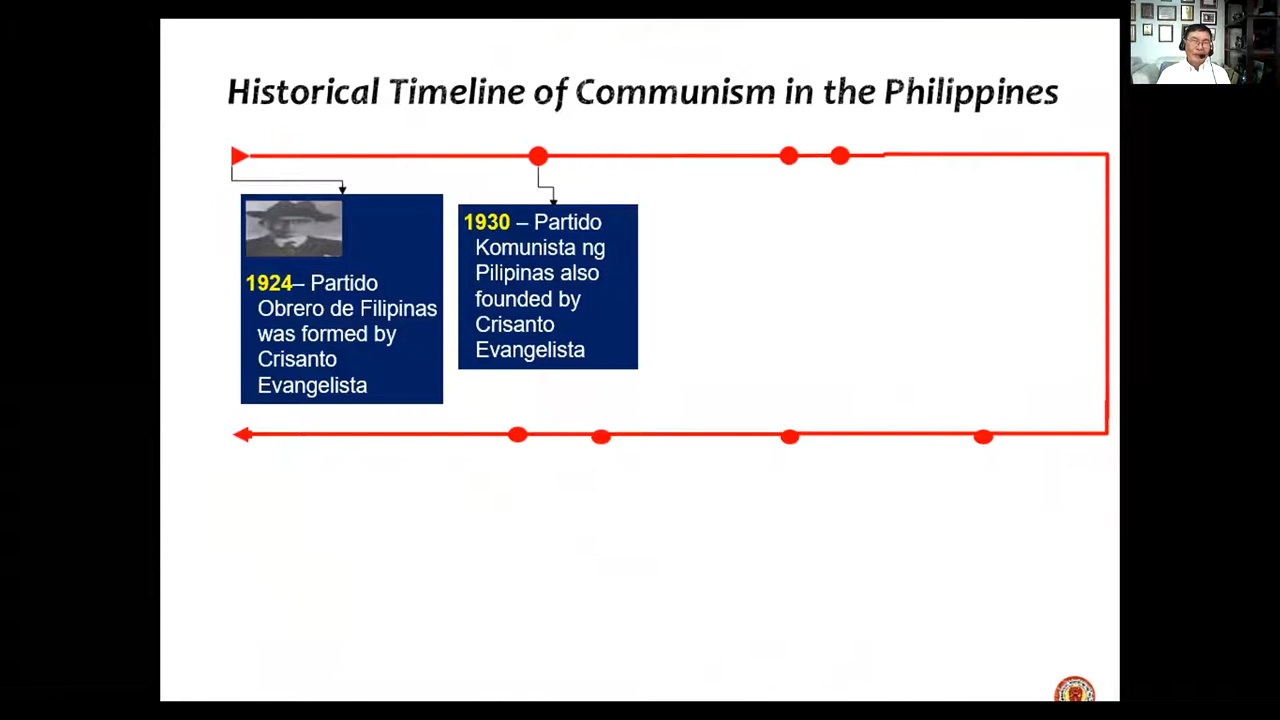 Historical Timeline of Communism in the Philippines
1924– Partido
Obrero de Filipinas
was formed by
Crisanto
Evangelista
1930 – Partido
Komunista ng
Pilipinas also
founded by
Crisanto
Evangelista